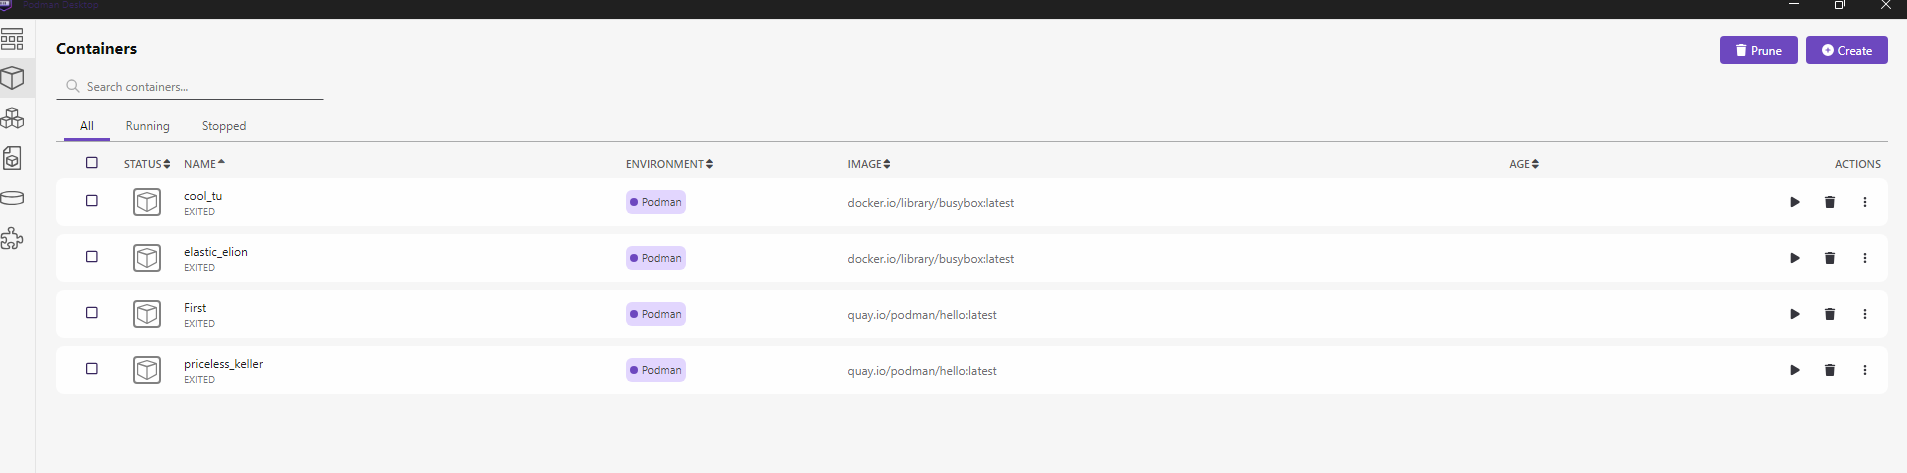 Podman Desktop
Containers
Prune
Create
Search containers...
All Running Stopped
STATUS NAME ENVIRONMENT IMAGE AGE ACTIONS
cool_tu
EXITED
Podman
docker.io/library/busybox:latest
elastic_elion
EXITED
Podman
docker.io/library/busybox:latest
First
EXITED
Podman
quay.io/podman/hello:latest
priceless_keller
EXITED
Podman
quay.io/podman/hello:latest